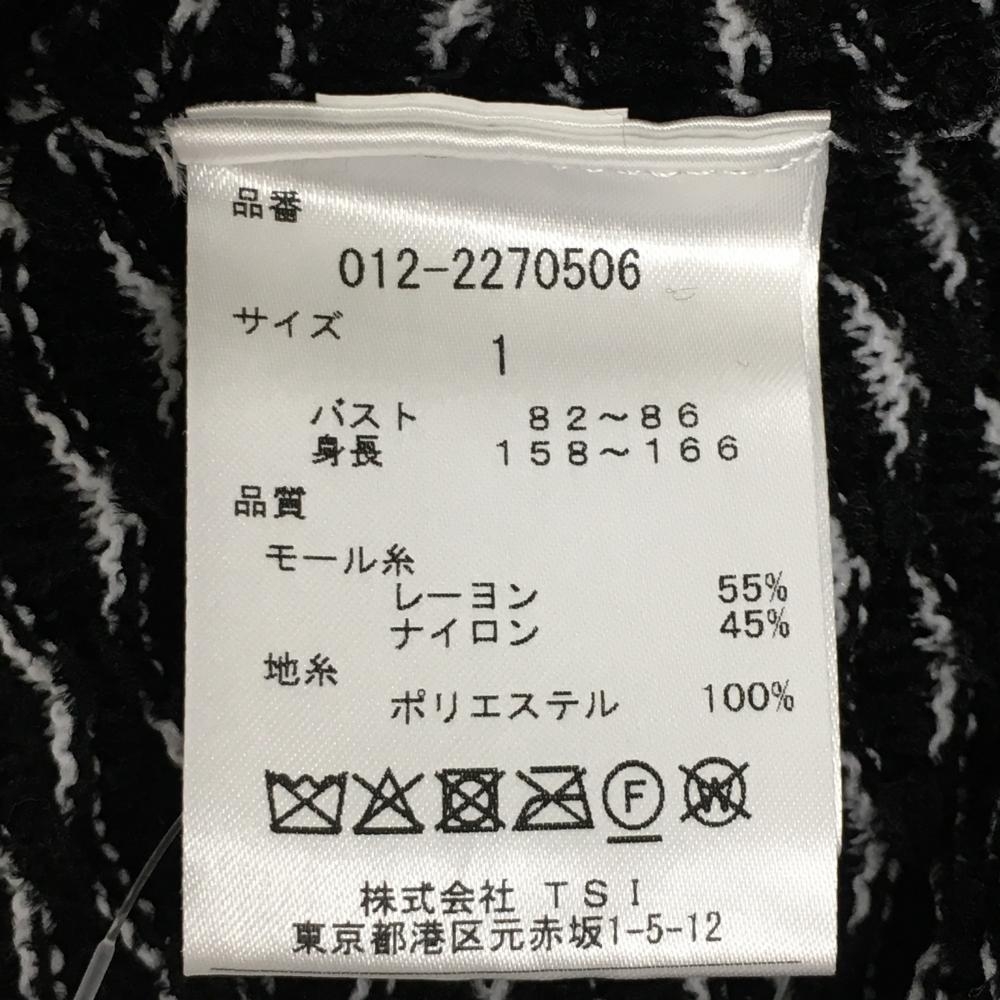 品番
012-2270506
サイズ
1
バスト 82～86
身長 158～166
品質
モール糸
レーヨン 55%
ナイロン 45%
地糸
ポリエステル 100%
F W
株式会社 TSI
東京都港区元赤坂1-5-12